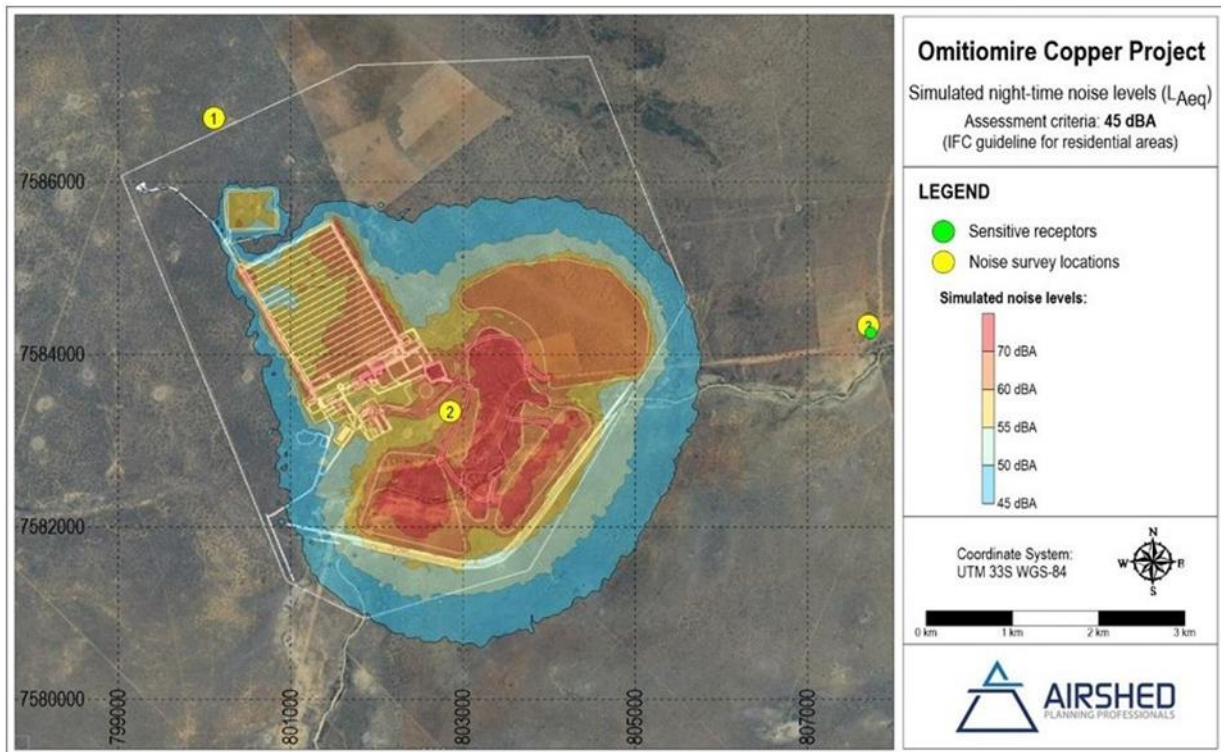 Omitiomire Copper Project
Simulated night-time noise levels (LAeq)
Assessment criteria: 45 dBA
(IFC guideline for residential areas)
LEGEND
Sensitive receptors
Noise survey locations
Simulated noise levels:
70 dBA
60 dBA
55 dBA
50 dBA
45 dBA
Coordinate System:
UTM 33S WGS-84
N
W E
S
0 km 1 km 2 km 3 km
AIRSHED
PLANNING PROFESSIONALS
1
2
7586000
7584000
7582000
7580000
799000
801000
803000
805000
807000